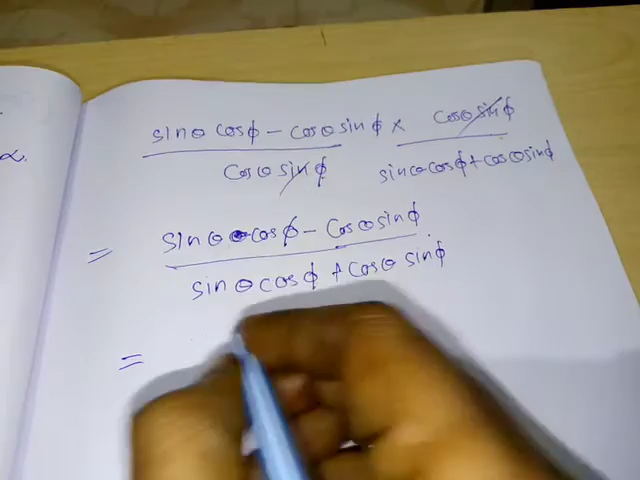 sinθ cosϕ − cosθ sinϕ × cosθ sinϕ
cosθ sinϕ sinθ cosϕ + cosθ sinϕ
α.
= sinθ cosϕ − cosθ sinϕ
sinθ cosϕ + cosθ sinϕ
=